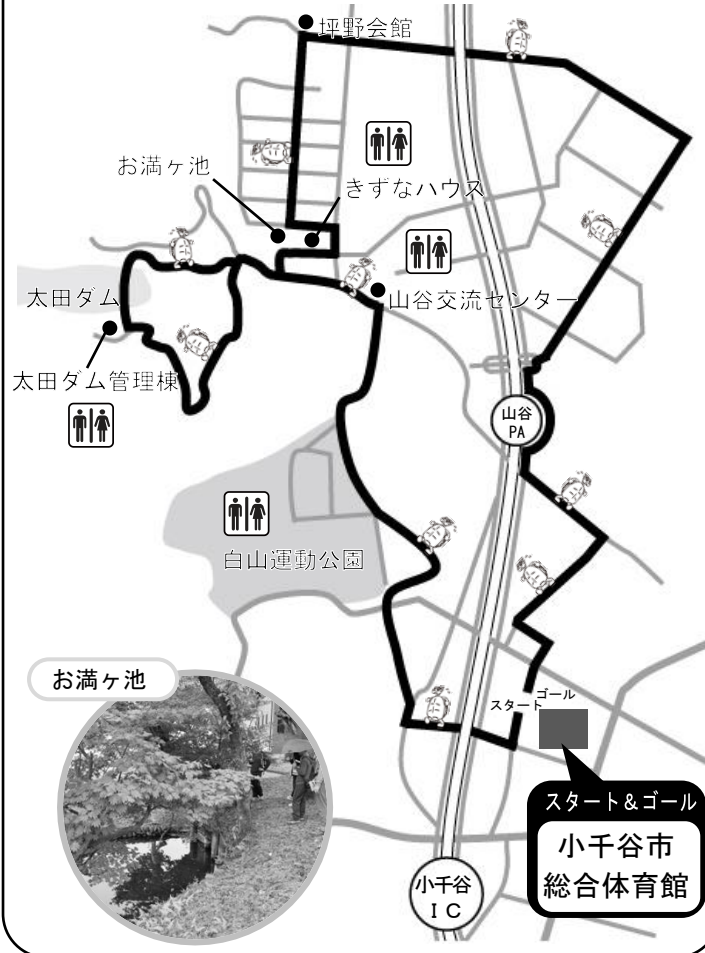 坪野会館
お満ヶ池
きずなハウス
太田ダム
山谷交流センター
太田ダム管理棟
山谷
PA
白山運動公園
お満ヶ池
ゴール
スタート
スタート&ゴール
小千谷市
総合体育館
小千谷
IC